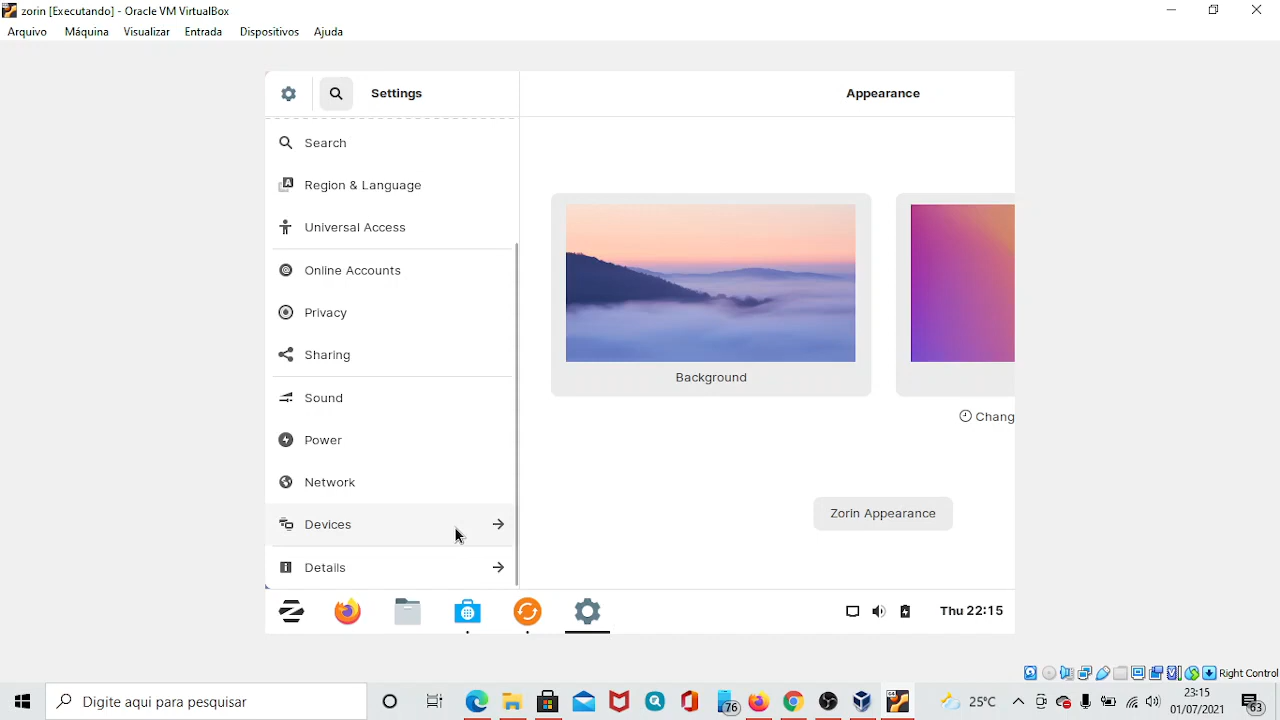 zorin [Executando] - Oracle VM VirtualBox
Arquivo Máquina Visualizar Entrada Dispositivos Ajuda
Settings
Appearance
Search
Region & Language
Universal Access
Online Accounts
Privacy
Sharing
Sound
Power
Network
Devices
Details
Background
Chang
Zorin Appearance
Thu 22:15
Right Control
Digite aqui para pesquisar
76
25°C
23:15
01/07/2021
63